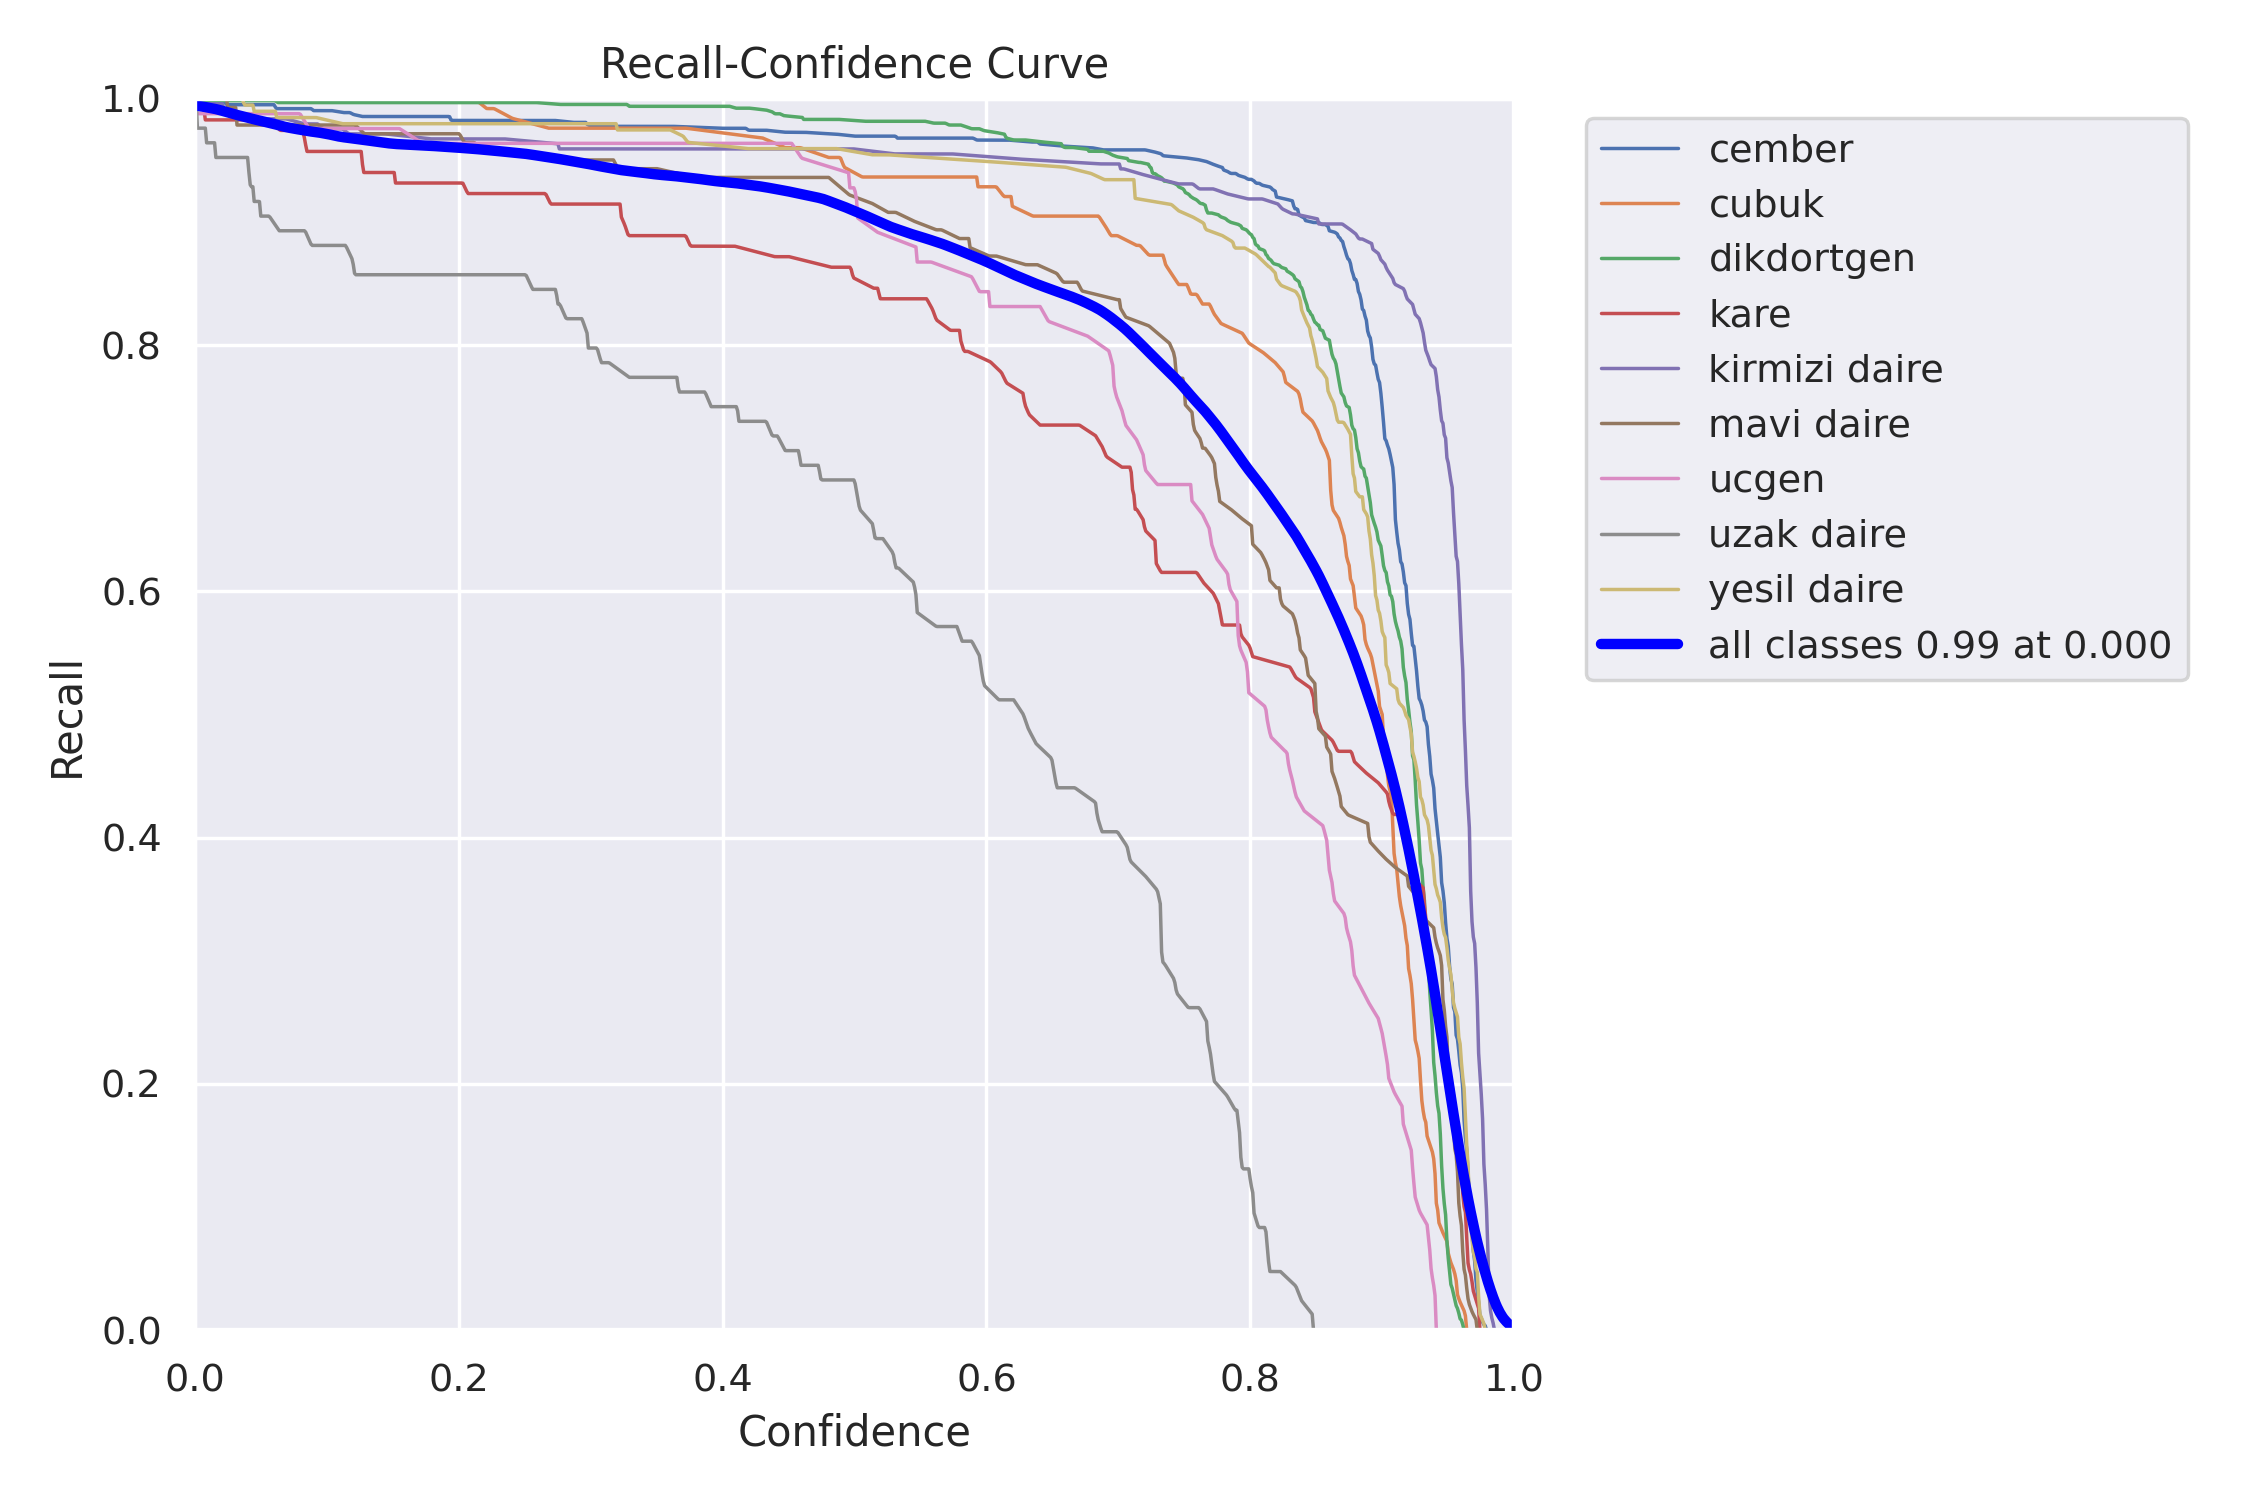 Recall-Confidence Curve
1.0
0.8
0.6
0.4
0.2
0.0
Recall
0.0 0.2 0.4 0.6 0.8 1.0
Confidence
cember
cubuk
dikdortgen
kare
kirmizi daire
mavi daire
ucgen
uzak daire
yesil daire
all classes 0.99 at 0.000